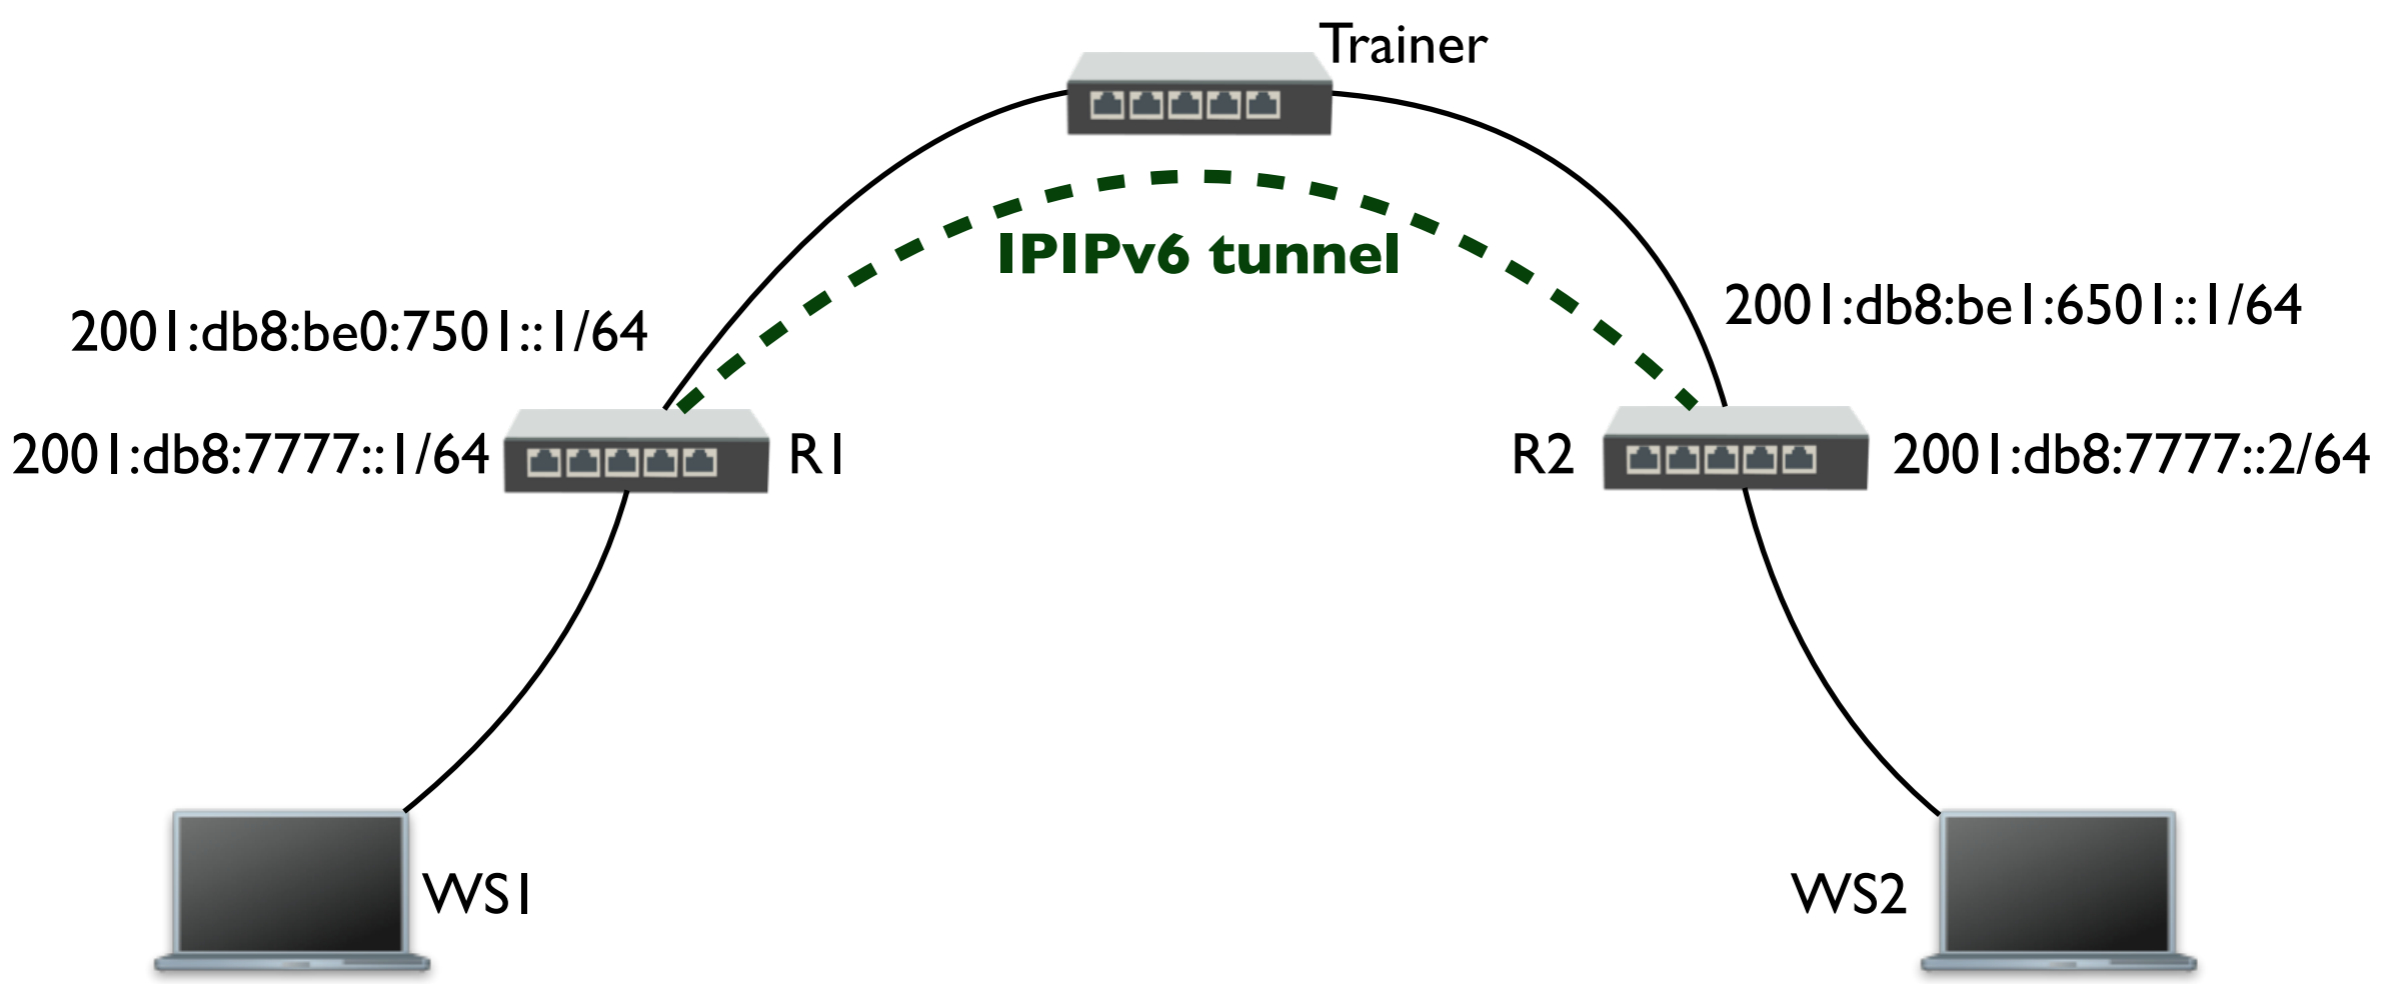 Trainer
IPIPv6 tunnel
2001:db8:be0:7501::1/64
2001:db8:be1:6501::1/64
2001:db8:7777::1/64
R1
R2
2001:db8:7777::2/64
WS1
WS2